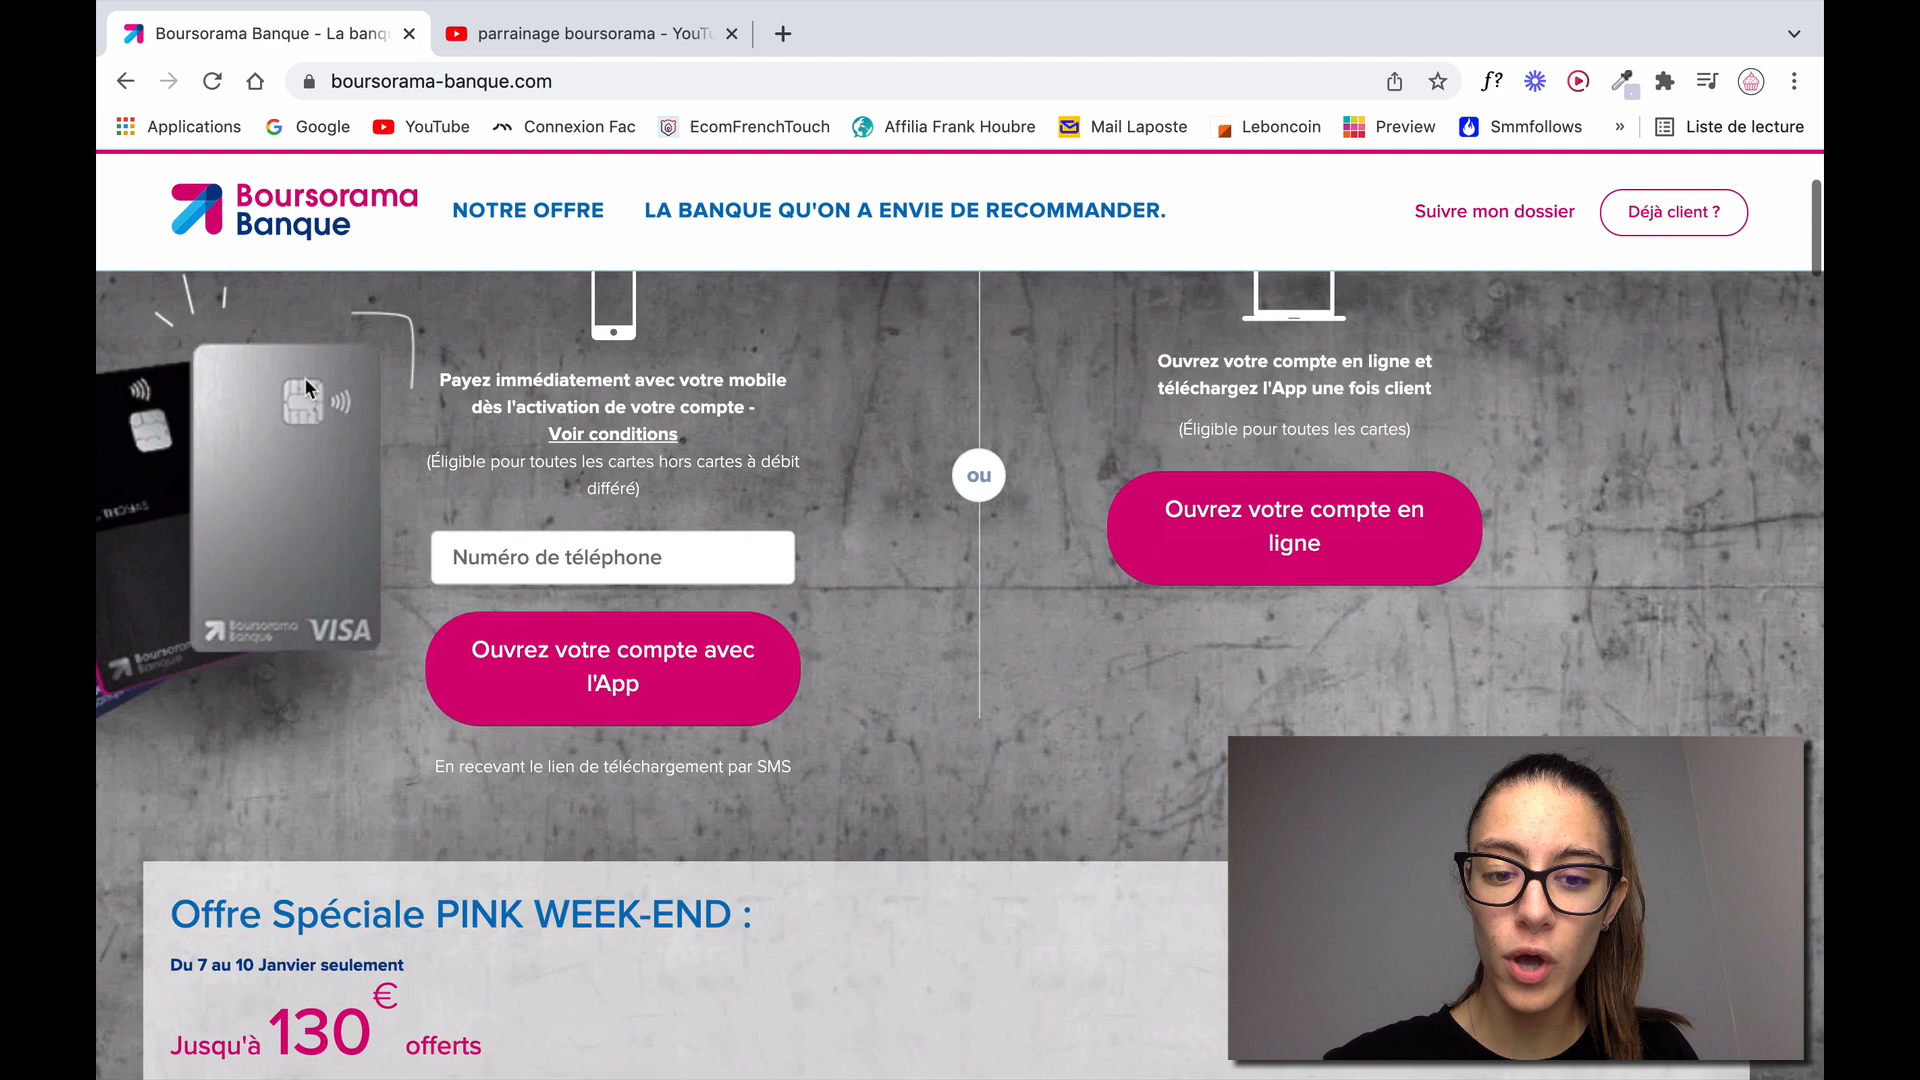 Boursorama Banque - La banq
parrainage boursorama - YouTu
boursorama-banque.com
f?
Applications
Google
YouTube
Connexion Fac
EcomFrenchTouch
Affilia Frank Houbre
Mail Laposte
Leboncoin
Preview
Smmfollows
»
Liste de lecture
Boursorama
Banque
NOTRE OFFRE
LA BANQUE QU'ON A ENVIE DE RECOMMANDER.
Suivre mon dossier
Déjà client ?
Payez immédiatement avec votre mobile
dès l'activation de votre compte -
Voir conditions
(Éligible pour toutes les cartes hors cartes à débit
différé)
Numéro de téléphone
Ouvrez votre compte avec
l'App
En recevant le lien de téléchargement par SMS
ou
Ouvrez votre compte en ligne et
téléchargez l'App une fois client
(Éligible pour toutes les cartes)
Ouvrez votre compte en
ligne
Boursorama
Banque
VISA
Offre Spéciale PINK WEEK-END :
Du 7 au 10 Janvier seulement
Jusqu'à 130€ offerts